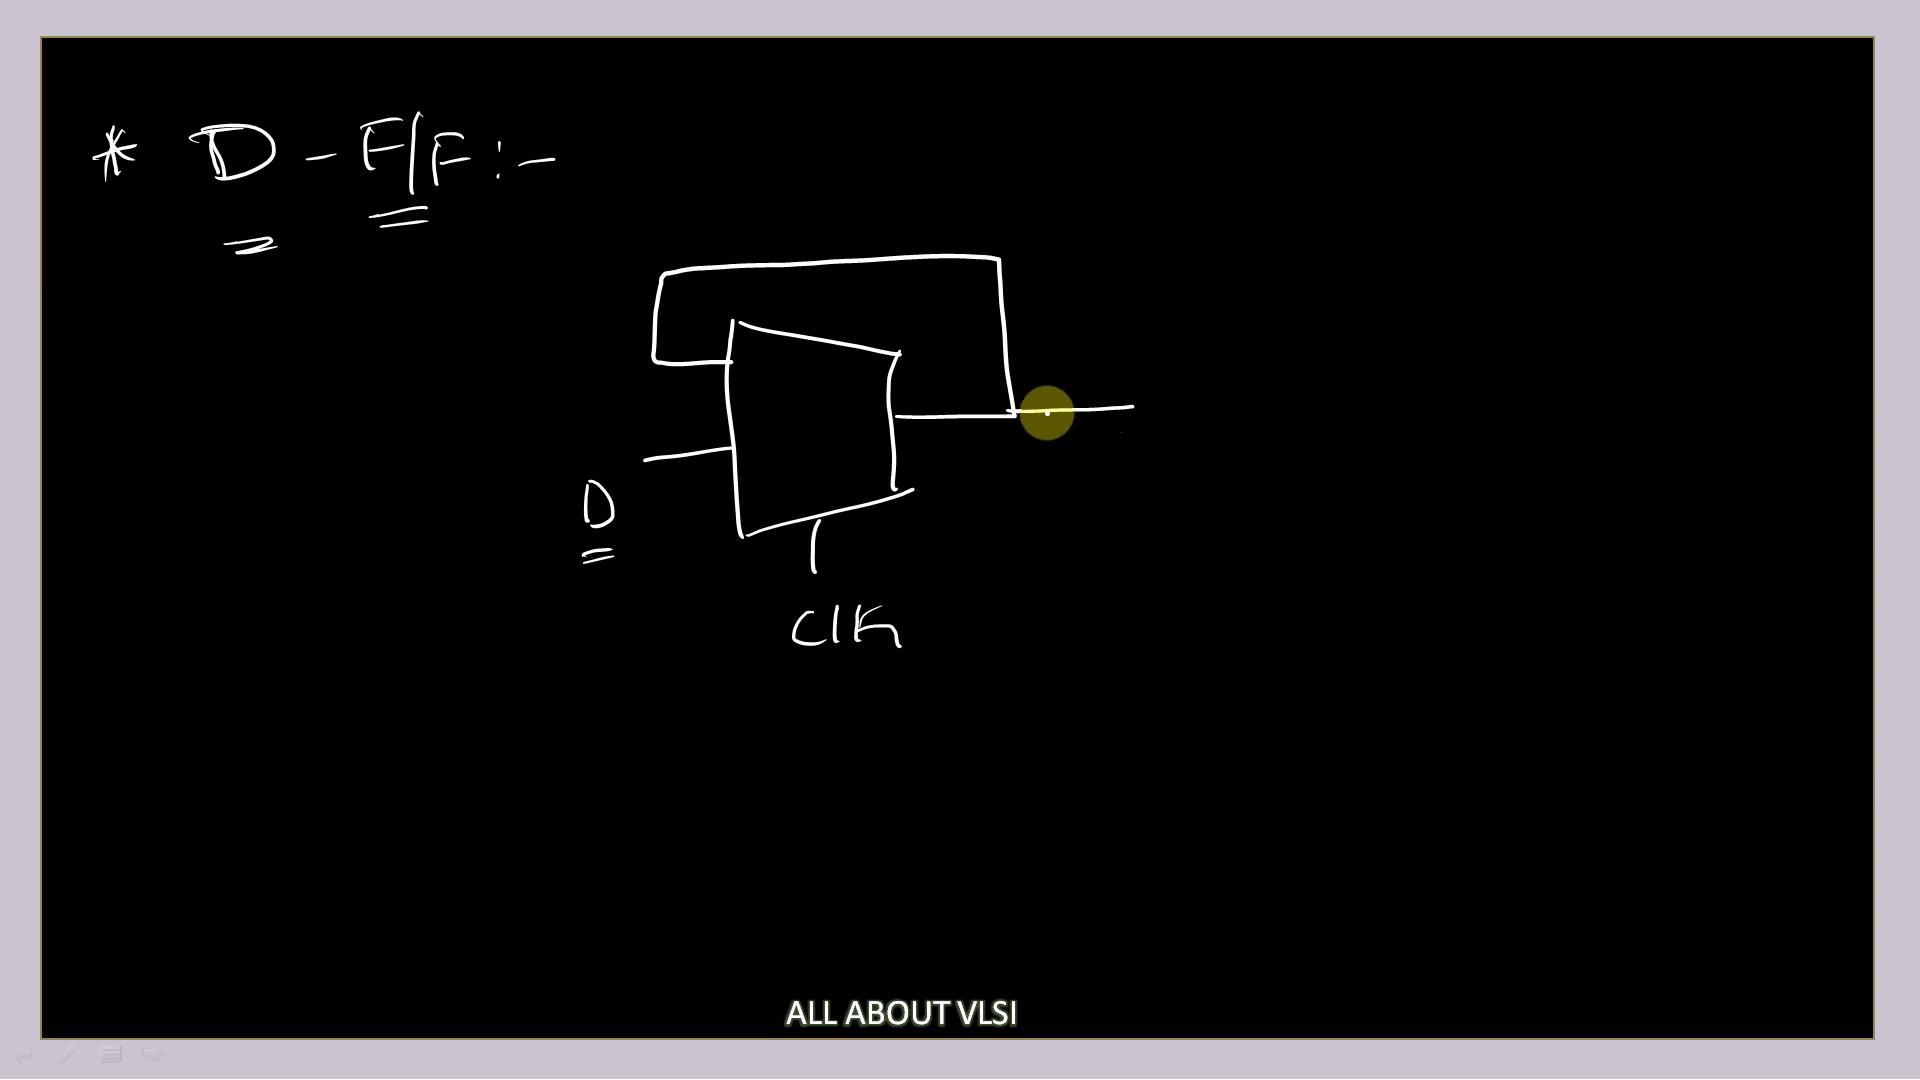 * D - F/F :-
D
Clk
ALL ABOUT VLSI